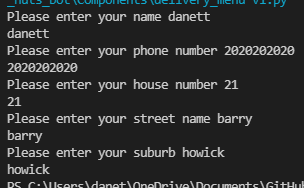 _nuts_bot\Components\delivery_menu v1.py
Please enter your name danett
danett
Please enter your phone number 2020202020
2020202020
Please enter your house number 21
21
Please enter your street name barry
barry
Please enter your suburb howick
howick
PS C:\Users\danet\OneDrive\Documents\GitHu